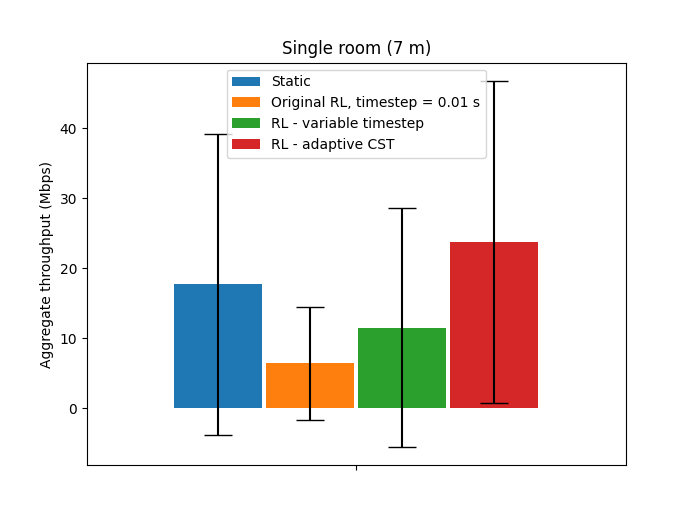 Single room (7 m)
Static
Original RL, timestep = 0.01 s
RL - variable timestep
RL - adaptive CST
Aggregate throughput (Mbps)
40
30
20
10
0